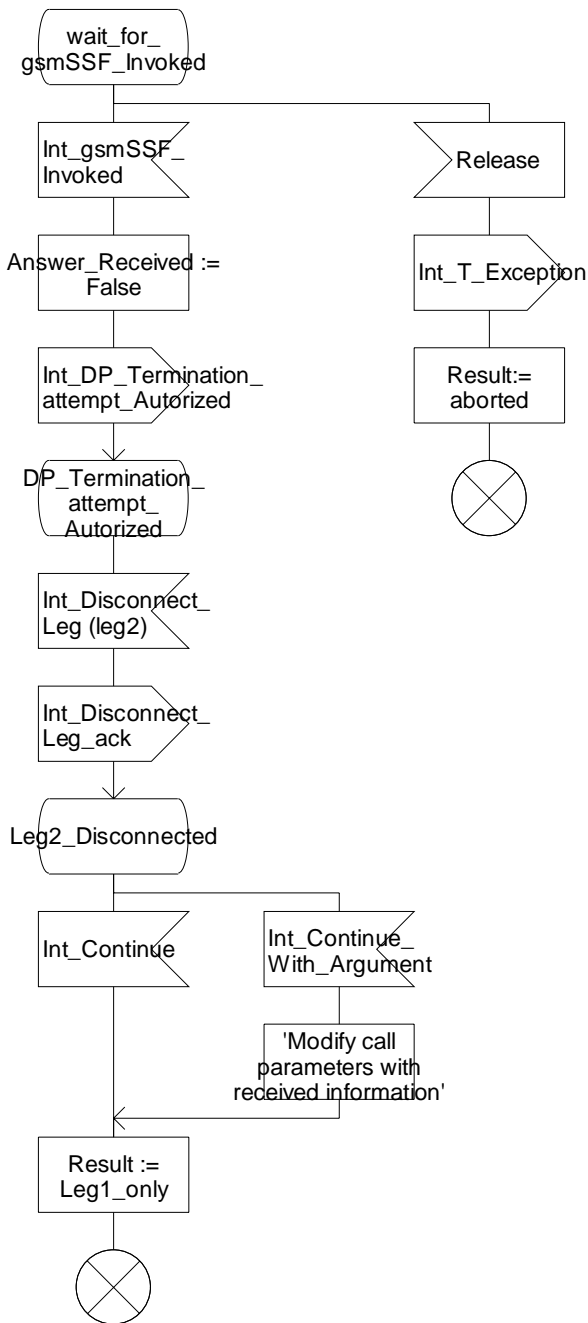 wait_for_
gsmSSF_Invoked
Int_gsmSSF_
Invoked
Release
Answer_Received :=
False
Int_T_Exception
Int_DP_Termination_
attempt_Autorized
Result:=
aborted
DP_Termination_
attempt_
Autorized
Int_Disconnect_
Leg (leg2)
Int_Disconnect_
Leg_ack
Leg2_Disconnected
Int_Continue
Int_Continue_
With_Argument
'Modify call
parameters with
received information'
Result :=
Leg1_only